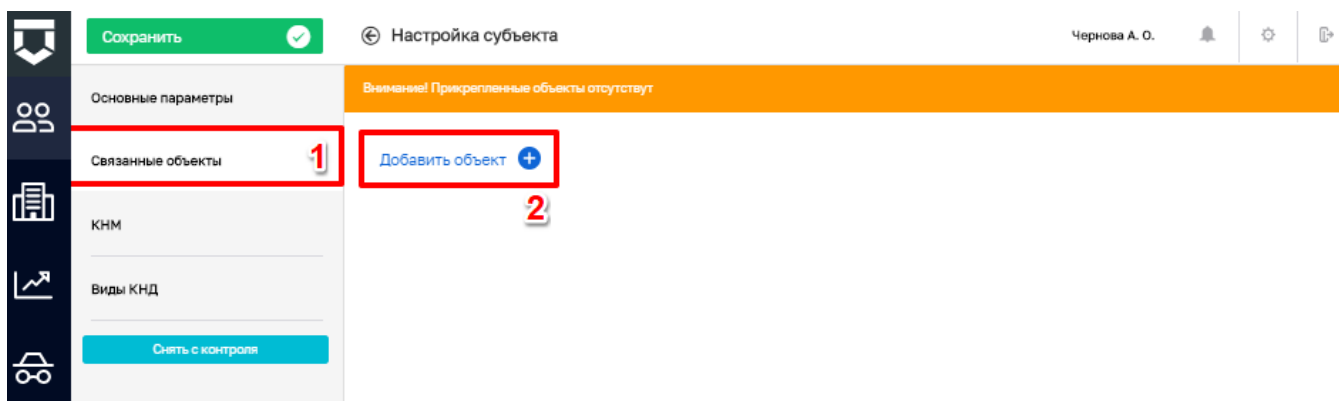 Сохранить
Настройка субъекта
Чернова А. О.
Основные параметры
Внимание! Прикрепленные объекты отсутствуют
Связанные объекты
1
Добавить объект
2
КНМ
Виды КНД
Снять с контроля